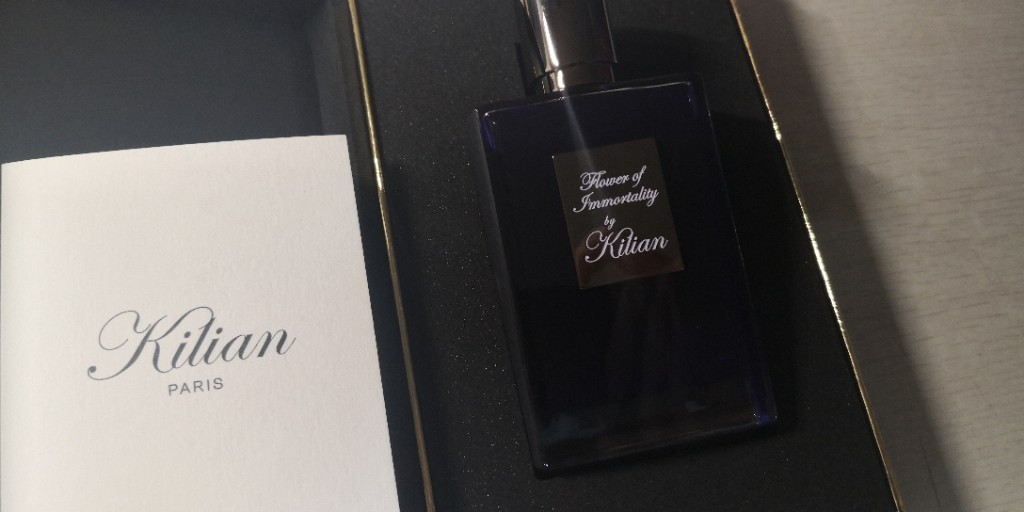 Kilian
PARIS
Flower of
Immortality
by
Kilian